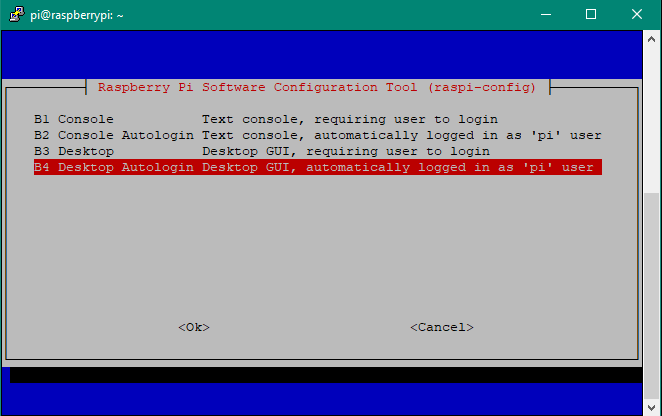 pi@raspberrypi: ~
Raspberry Pi Software Configuration Tool (raspi-config)
B1 Console Text console, requiring user to login
B2 Console Autologin Text console, automatically logged in as 'pi' user
B3 Desktop Desktop GUI, requiring user to login
B4 Desktop Autologin Desktop GUI, automatically logged in as 'pi' user
<Ok> <Cancel>